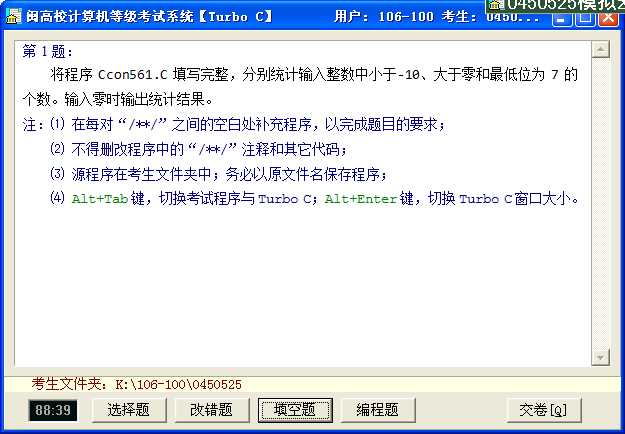 闽高校计算机等级考试系统【Turbo C】 用户: 106-100 考生: 0450...
0450525模拟
第 1 题:
将程序 Ccon561.C 填写完整，分别统计输入整数中小于-10、大于零和最低位为 7 的
个数。输入零时输出统计结果。
注: ⑴ 在每对“/**/”之间的空白处补充程序，以完成题目的要求;
⑵ 不得删改程序中的“/**/”注释和其它代码;
⑶ 源程序在考生文件夹中; 务必以原文件名保存程序;
⑷ Alt+Tab 键，切换考试程序与 Turbo C; Alt+Enter 键，切换 Turbo C 窗口大小。
考生文件夹: K:\106-100\0450525
88:39 选择题 改错题 填空题 编程题 交卷[Q]